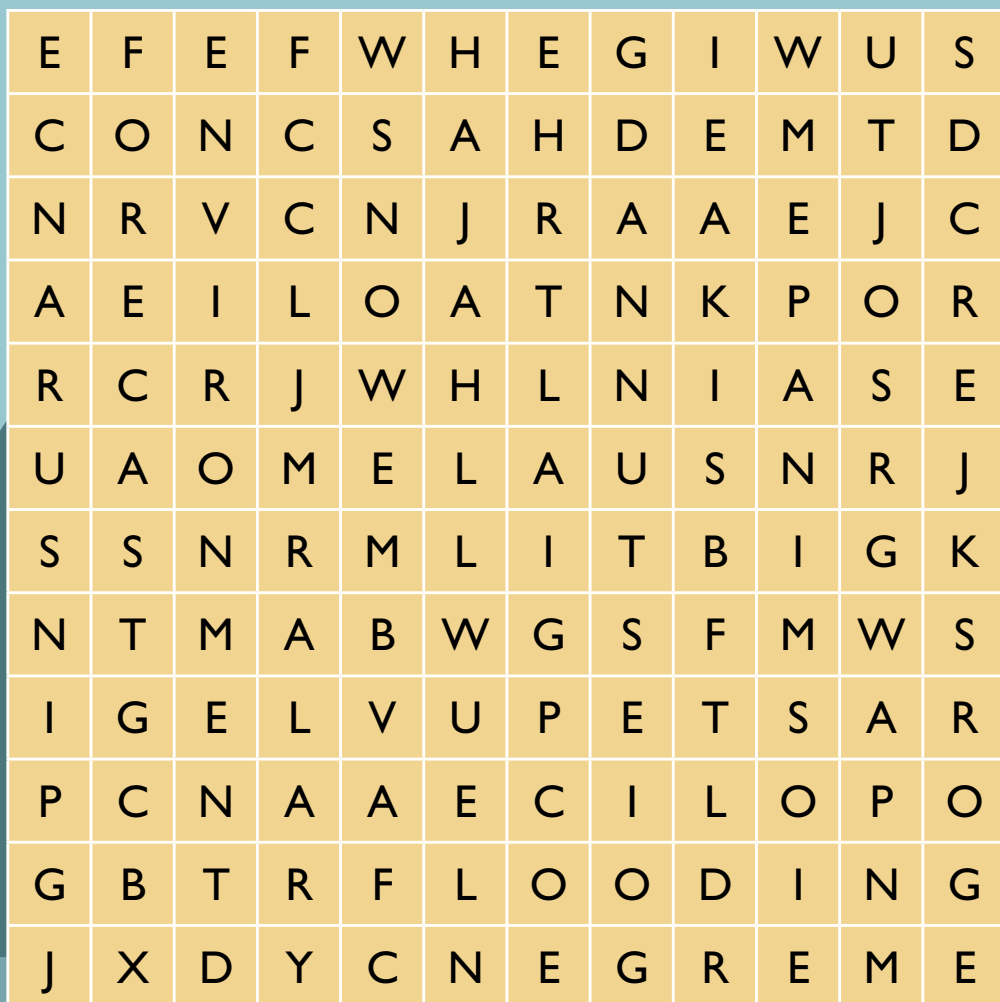 E F E F W H E G I W U S
C O N C S A H D E M T D
N R V C N J R A A E J C
A E I L O A T N K P O R
R C R J W H L N I A S E
U A O M E L A U S N R J
S S N R M L I T B I G K
N T M A B W G S F M W S
I G E L V U P E T S A R
P C N A A E C I L O P O
G B T R F L O O D I N G
J X D Y C N E G R E M E